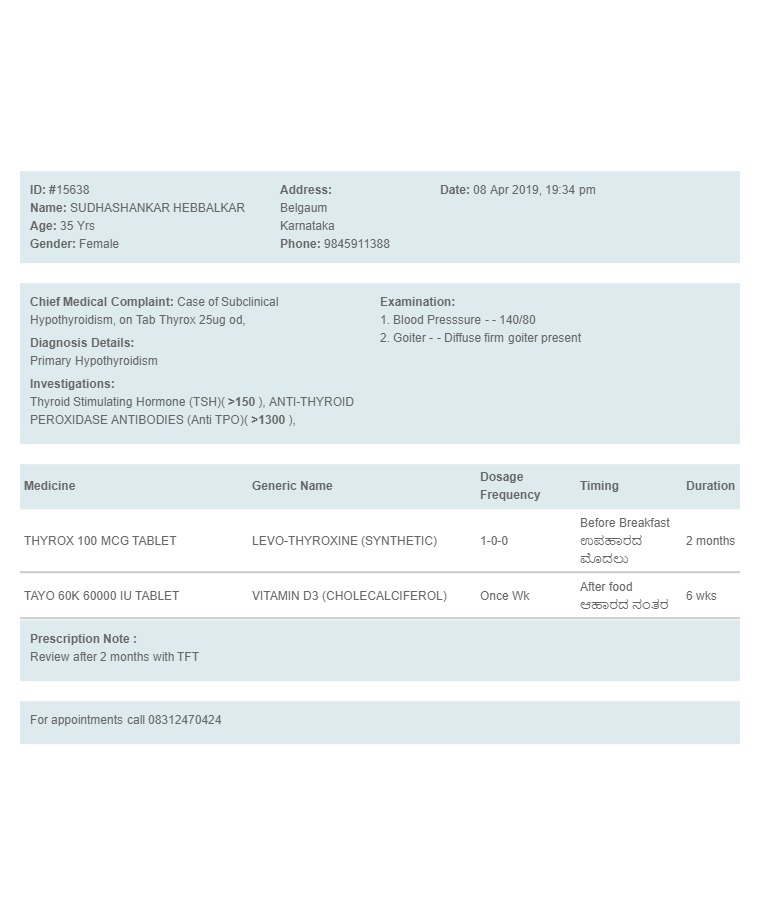 ID: #15638
Name: SUDHASHANKAR HEBBALKAR
Age: 35 Yrs
Gender: Female
Address:
Belgaum
Karnataka
Phone: 9845911388
Date: 08 Apr 2019, 19:34 pm
Chief Medical Complaint: Case of Subclinical
Hypothyroidism, on Tab Thyrox 25ug od,
Diagnosis Details:
Primary Hypothyroidism
Investigations:
Thyroid Stimulating Hormone (TSH)( >150 ), ANTI-THYROID
PEROXIDASE ANTIBODIES (Anti TPO)( >1300 ),
Examination:
1. Blood Presssure - - 140/80
2. Goiter - - Diffuse firm goiter present
Medicine Generic Name Dosage Frequency Timing Duration
THYROX 100 MCG TABLET LEVO-THYROXINE (SYNTHETIC) 1-0-0 Before Breakfast 2 months
ಉಪಹಾರದ
ಮೊದಲು
TAYO 60K 60000 IU TABLET VITAMIN D3 (CHOLECALCIFEROL) Once Wk After food 6 wks
ಆಹಾರದ ನಂತರ
Prescription Note :
Review after 2 months with TFT
For appointments call 08312470424